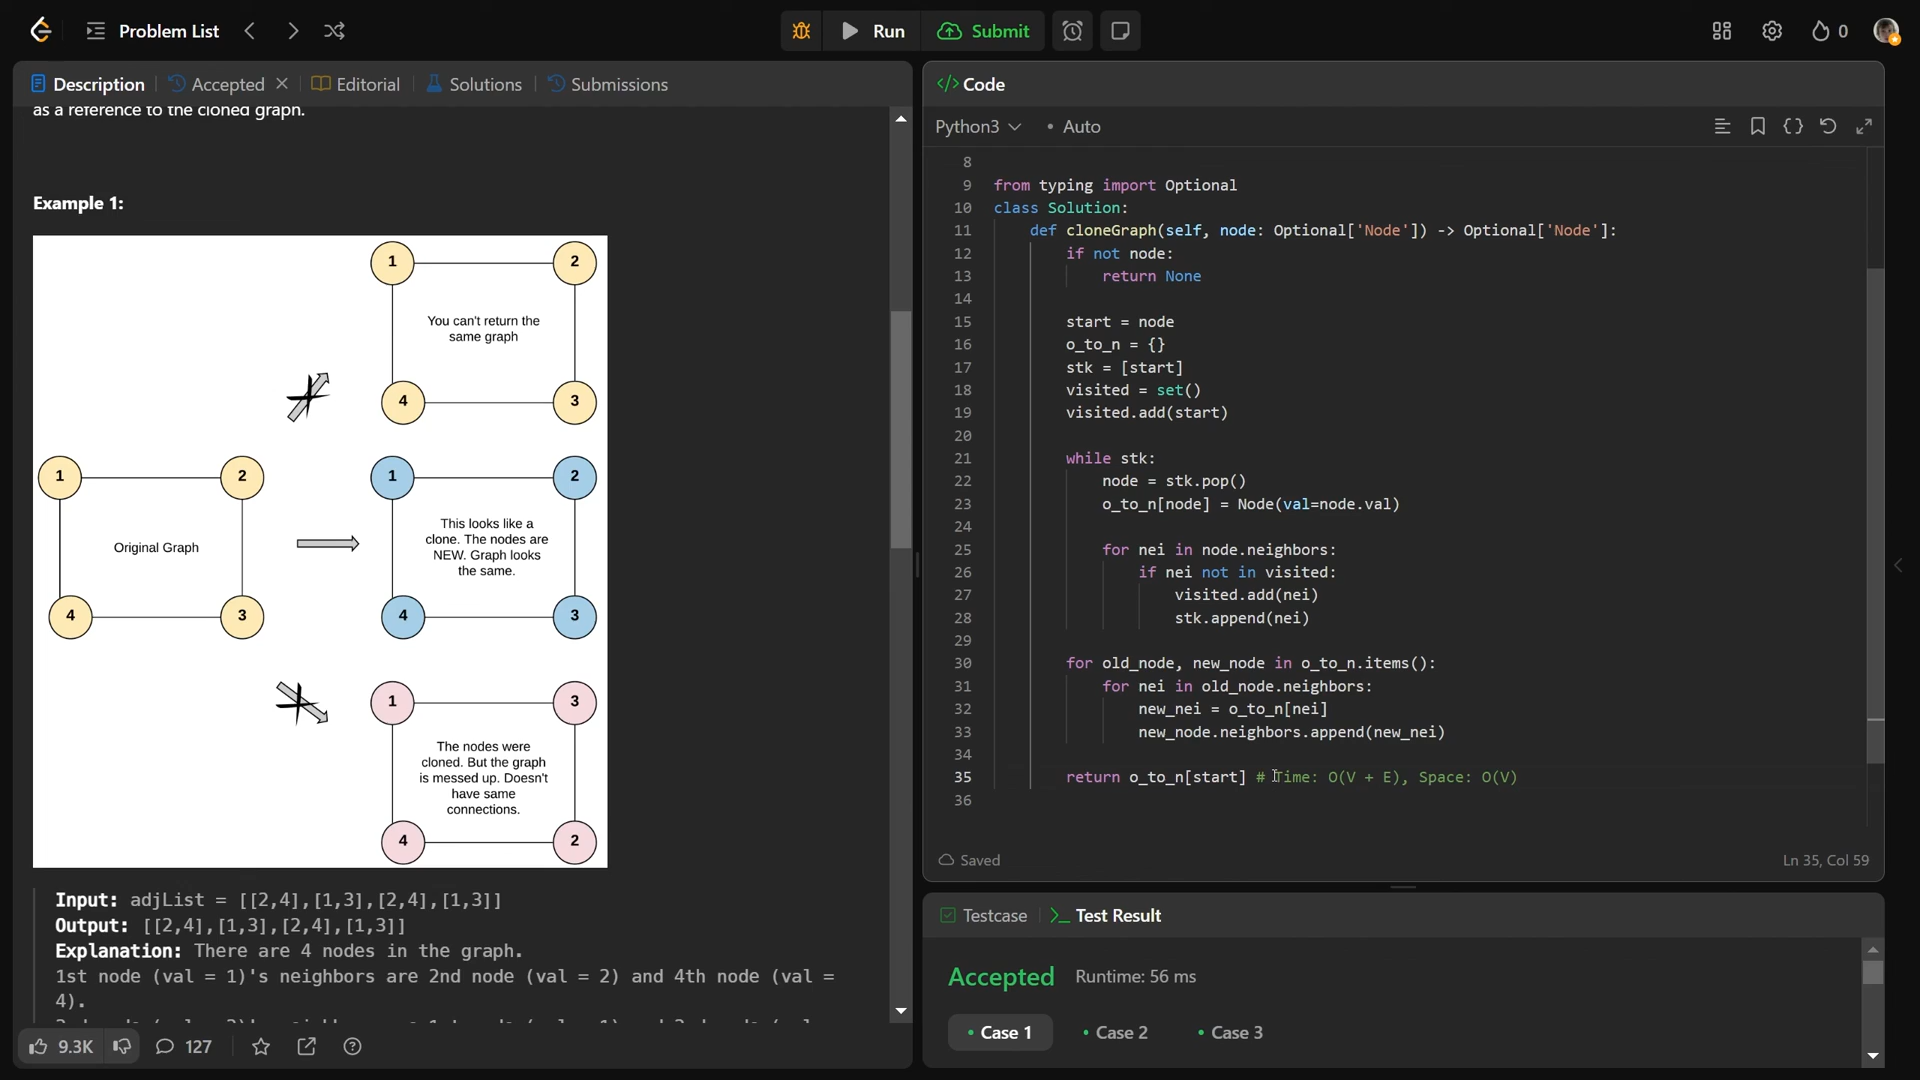 Problem List
Run
Submit
0
Description
Accepted
Editorial
Solutions
Submissions
as a reference to the cloned graph.
Example 1:
1
2
You can't return the
same graph
4
3
1
2
Original Graph
4
3
1
2
This looks like a
clone. The nodes are
NEW. Graph looks
the same.
4
3
1
3
The nodes were
cloned. But the graph
is messed up. Doesn't
have same
connections.
4
2
Input: adjList = [[2,4],[1,3],[2,4],[1,3]]
Output: [[2,4],[1,3],[2,4],[1,3]]
Explanation: There are 4 nodes in the graph.
1st node (val = 1)'s neighbors are 2nd node (val = 2) and 4th node (val =
4).
9.3K
127
</> Code
Python3
• Auto
8
9 from typing import Optional
10 class Solution:
11 def cloneGraph(self, node: Optional['Node']) -> Optional['Node']:
12 if not node:
13 return None
14
15 start = node
16 o_to_n = {}
17 stk = [start]
18 visited = set()
19 visited.add(start)
20
21 while stk:
22 node = stk.pop()
23 o_to_n[node] = Node(val=node.val)
24
25 for nei in node.neighbors:
26 if nei not in visited:
27 visited.add(nei)
28 stk.append(nei)
29
30 for old_node, new_node in o_to_n.items():
31 for nei in old_node.neighbors:
32 new_nei = o_to_n[nei]
33 new_node.neighbors.append(new_nei)
34
35 return o_to_n[start] # Time: O(V + E), Space: O(V)
36
Saved
Ln 35, Col 59
Testcase
Test Result
Accepted
Runtime: 56 ms
• Case 1
• Case 2
• Case 3